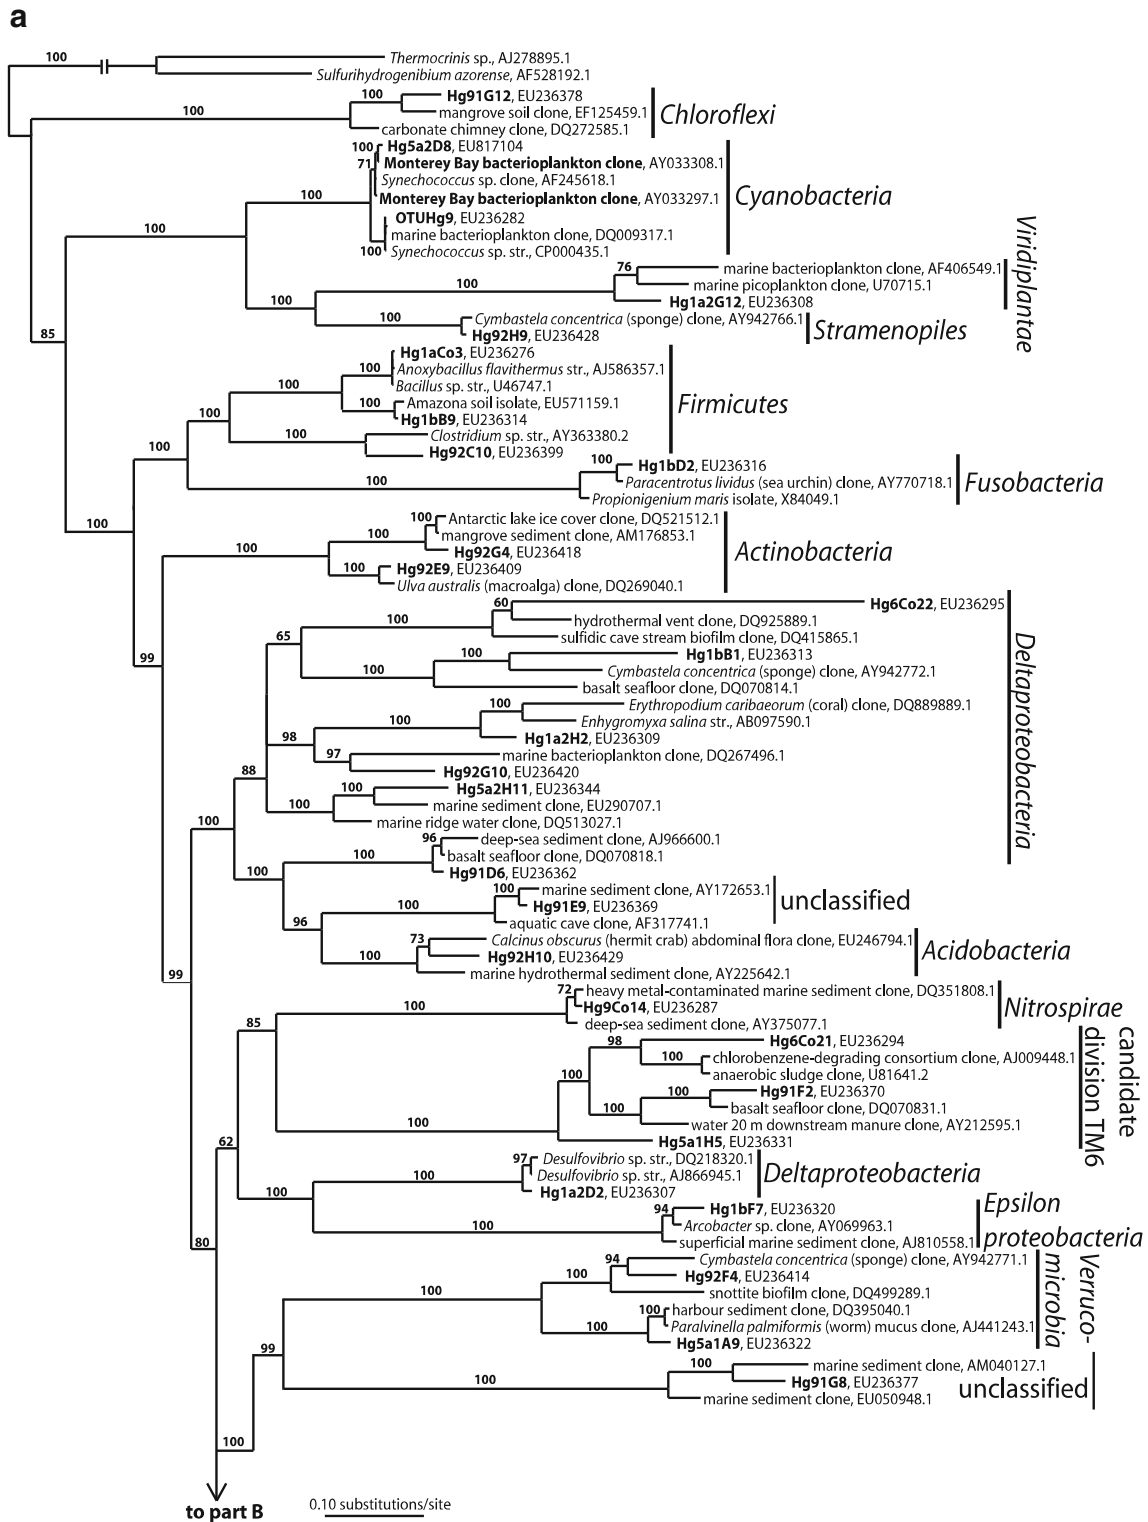 a
100
Thermocrinis sp., AJ278895.1
Sulfurihydrogenibium azorense, AF528192.1
100
100
Hg91G12, EU236378
mangrove soil clone, EF125459.1
carbonate chimney clone, DQ272585.1
Chloroflexi
100
Hg5a2D8, EU817104
71
Monterey Bay bacterioplankton clone, AY033308.1
Synechococcus sp. clone, AF245618.1
100
Monterey Bay bacterioplankton clone, AY033297.1
Cyanobacteria
OTUHg9, EU236282
100
marine bacterioplankton clone, DQ009317.1
100
Synechococcus sp. str., CP000435.1
76
marine bacterioplankton clone, AF406549.1
100
marine picoplankton clone, U70715.1
Hg1a2G12, EU236308
Viridiplantae
100
100
Cymbastela concentrica (sponge) clone, AY942766.1
Hg92H9, EU236428
Stramenopiles
85
Hg1aCo3, EU236276
100
Anoxybacillus flavithermus str., AJ586357.1
100
Bacillus sp. str., U46747.1
100
Amazona soil isolate, EU571159.1
Hg1bB9, EU236314
Firmicutes
100
100
Clostridium sp. str., AY363380.2
Hg92C10, EU236399
100
100
Hg1bD2, EU236316
100
Paracentrotus lividus (sea urchin) clone, AY770718.1
Propionigenium maris isolate, X84049.1
Fusobacteria
100
100
Antarctic lake ice cover clone, DQ521512.1
100
mangrove sediment clone, AM176853.1
Hg92G4, EU236418
100
100
Hg92E9, EU236409
Ulva australis (macroalga) clone, DQ269040.1
Actinobacteria
60
Hg6Co22, EU236295
100
hydrothermal vent clone, DQ925889.1
sulfidic cave stream biofilm clone, DQ415865.1
65
100
Hg1bB1, EU236313
100
Cymbastela concentrica (sponge) clone, AY942772.1
basalt seafloor clone, DQ070814.1
99
100
Erythropodium caribaeorum (coral) clone, DQ889889.1
100
Enhygromyxa salina str., AB097590.1
Hg1a2H2, EU236309
98
97
marine bacterioplankton clone, DQ267496.1
Hg92G10, EU236420
88
100
Hg5a2H11, EU236344
100
marine sediment clone, EU290707.1
marine ridge water clone, DQ513027.1
100
96
deep-sea sediment clone, AJ966600.1
100
basalt seafloor clone, DQ070818.1
Hg91D6, EU236362
Deltaproteobacteria
100
100
marine sediment clone, AY172653.1
100
Hg91E9, EU236369
aquatic cave clone, AF317741.1
unclassified
96
73
Calcinus obscurus (hermit crab) abdominal flora clone, EU246794.1
100
Hg92H10, EU236429
marine hydrothermal sediment clone, AY225642.1
Acidobacteria
99
72
heavy metal-contaminated marine sediment clone, DQ351808.1
100
Hg9Co14, EU236287
deep-sea sediment clone, AY375077.1
Nitrospirae
85
98
Hg6Co21, EU236294
100
chlorobenzene-degrading consortium clone, AJ009448.1
anaerobic sludge clone, U81641.2
100
100
Hg91F2, EU236370
100
basalt seafloor clone, DQ070831.1
water 20 m downstream manure clone, AY212595.1
100
Hg5a1H5, EU236331
candidate
division TM6
62
97
Desulfovibrio sp. str., DQ218320.1
100
Desulfovibrio sp. str., AJ866945.1
Hg1a2D2, EU236307
Deltaproteobacteria
100
94
Hg1bF7, EU236320
100
Arcobacter sp. clone, AY069963.1
superficial marine sediment clone, AJ810558.1
Epsilon
proteobacteria
80
94
Cymbastela concentrica (sponge) clone, AY942771.1
100
Hg92F4, EU236414
snottite biofilm clone, DQ499289.1
100
100
harbour sediment clone, DQ395040.1
100
Paralvinella palmiformis (worm) mucus clone, AJ441243.1
Hg5a1A9, EU236322
Verruco-
microbia
99
100
marine sediment clone, AM040127.1
100
Hg91G8, EU236377
marine sediment clone, EU050948.1
unclassified
100
to part B
0.10 substitutions/site